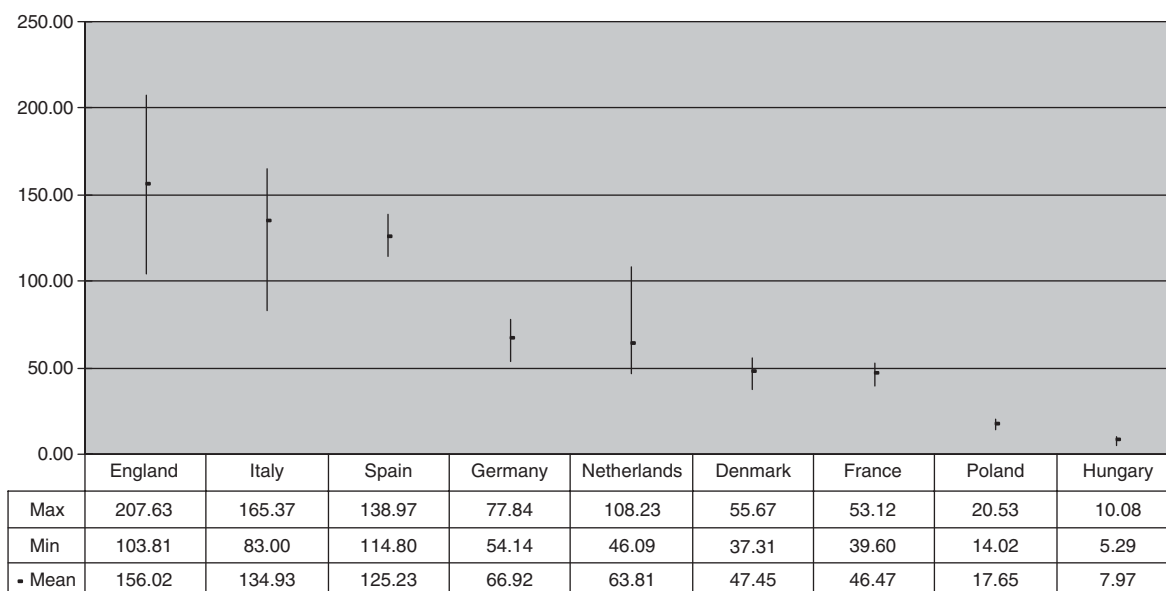 250.00
200.00
150.00
100.00
50.00
0.00
England Italy Spain Germany Netherlands Denmark France Poland Hungary
Max 207.63 165.37 138.97 77.84 108.23 55.67 53.12 20.53 10.08
Min 103.81 83.00 114.80 54.14 46.09 37.31 39.60 14.02 5.29
Mean 156.02 134.93 125.23 66.92 63.81 47.45 46.47 17.65 7.97